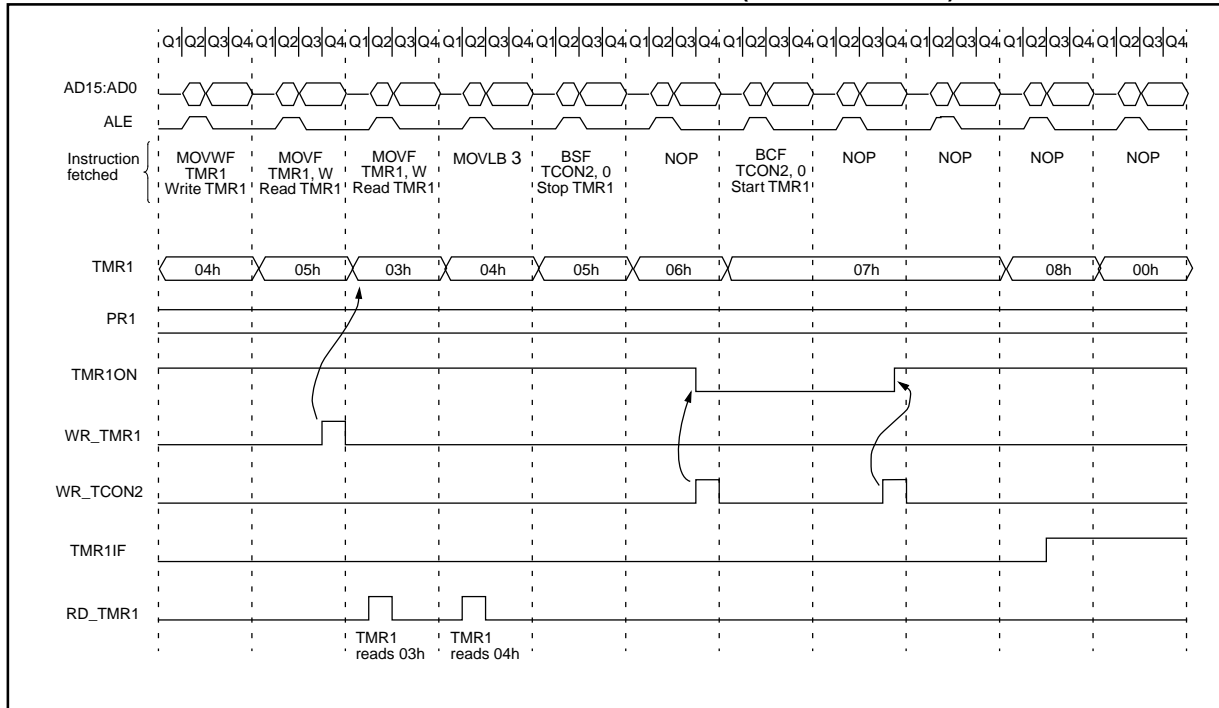 Q1 Q2 Q3 Q4 Q1 Q2 Q3 Q4 Q1 Q2 Q3 Q4 Q1 Q2 Q3 Q4 Q1 Q2 Q3 Q4 Q1 Q2 Q3 Q4 Q1 Q2 Q3 Q4 Q1 Q2 Q3 Q4 Q1 Q2 Q3 Q4 Q1 Q2 Q3 Q4 Q1 Q2 Q3 Q4
AD15:AD0
ALE
Instruction
fetched
MOVWF
TMR1
Write TMR1
MOVF
TMR1, W
Read TMR1
MOVF
TMR1, W
Read TMR1
MOVLB 3
BSF
TCON2, 0
Stop TMR1
NOP
BCF
TCON2, 0
Start TMR1
NOP
NOP
NOP
NOP
TMR1
04h 05h 03h 04h 05h 06h 07h 08h 00h
PR1
TMR1ON
WR_TMR1
WR_TCON2
TMR1IF
RD_TMR1
TMR1
reads 03h
TMR1
reads 04h